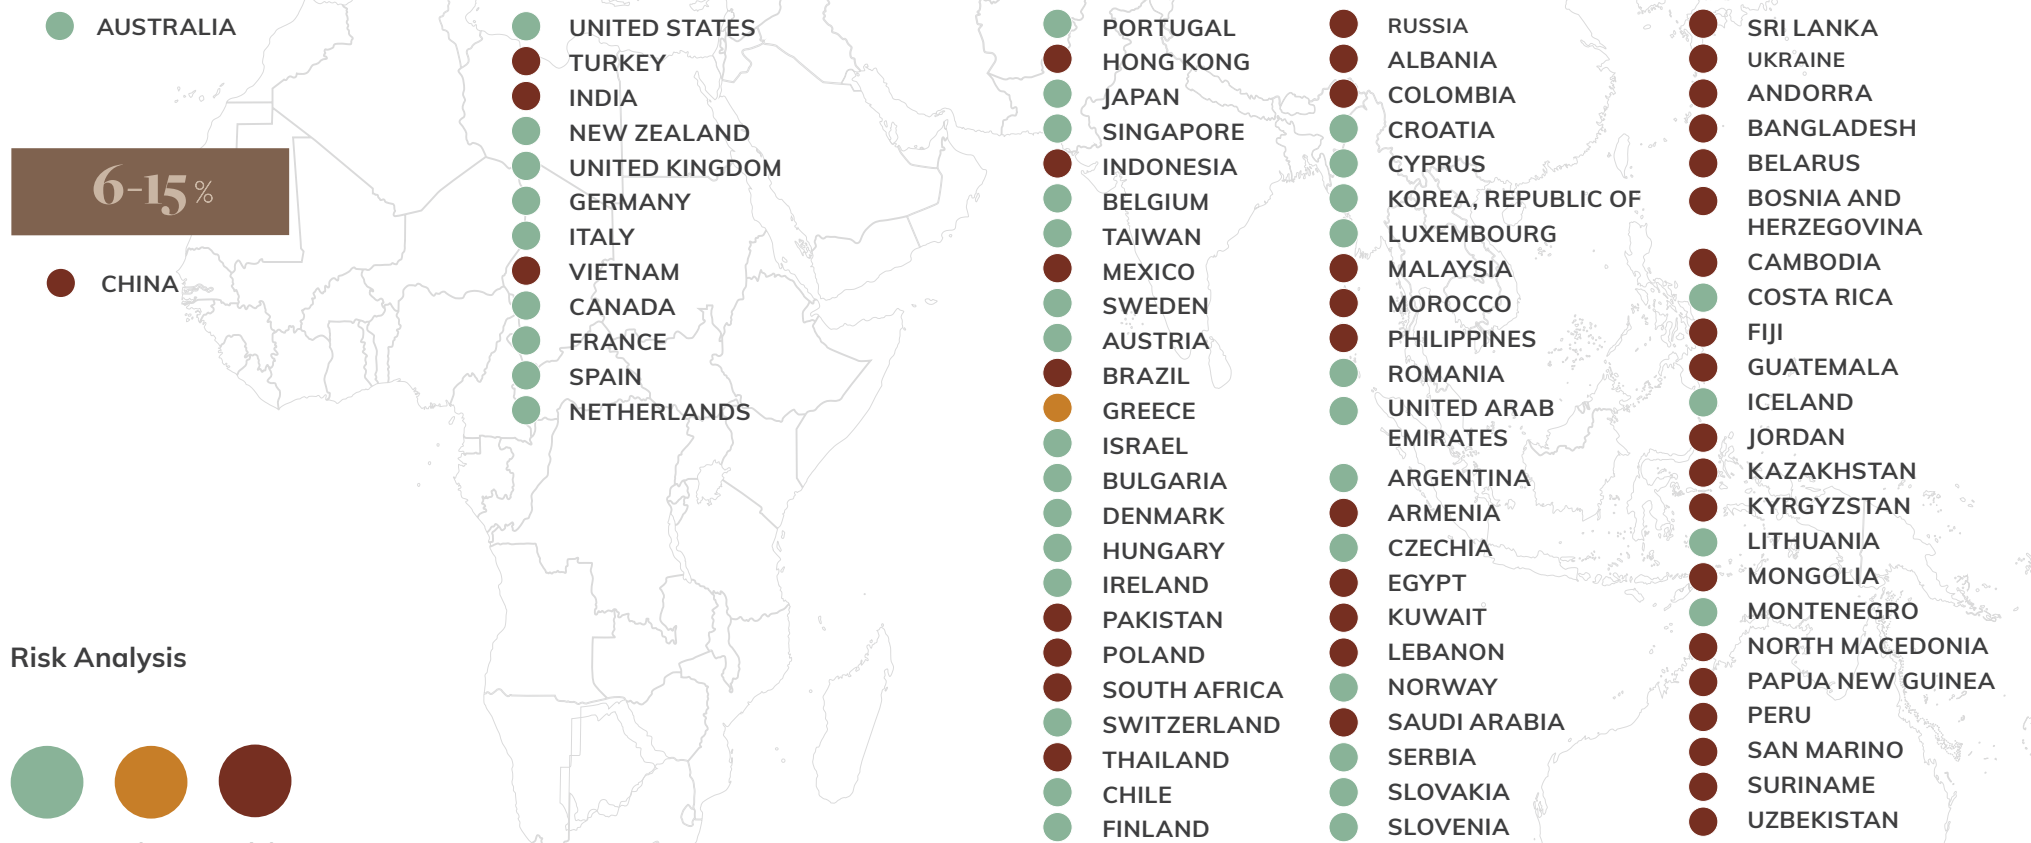 AUSTRALIA
6-15%
CHINA
Risk Analysis
UNITED STATES
TURKEY
INDIA
NEW ZEALAND
UNITED KINGDOM
GERMANY
ITALY
VIETNAM
CANADA
FRANCE
SPAIN
NETHERLANDS
PORTUGAL
HONG KONG
JAPAN
SINGAPORE
INDONESIA
BELGIUM
TAIWAN
MEXICO
SWEDEN
AUSTRIA
BRAZIL
GREECE
ISRAEL
BULGARIA
DENMARK
HUNGARY
IRELAND
PAKISTAN
POLAND
SOUTH AFRICA
SWITZERLAND
THAILAND
CHILE
FINLAND
RUSSIA
ALBANIA
COLOMBIA
CROATIA
CYPRUS
KOREA, REPUBLIC OF
LUXEMBOURG
MALAYSIA
MOROCCO
PHILIPPINES
ROMANIA
UNITED ARAB
EMIRATES
ARGENTINA
ARMENIA
CZECHIA
EGYPT
KUWAIT
LEBANON
NORWAY
SAUDI ARABIA
SERBIA
SLOVAKIA
SLOVENIA
SRI LANKA
UKRAINE
ANDORRA
BANGLADESH
BELARUS
BOSNIA AND
HERZEGOVINA
CAMBODIA
COSTA RICA
FIJI
GUATEMALA
ICELAND
JORDAN
KAZAKHSTAN
KYRGYZSTAN
LITHUANIA
MONGOLIA
MONTENEGRO
NORTH MACEDONIA
PAPUA NEW GUINEA
PERU
SAN MARINO
SURINAME
UZBEKISTAN